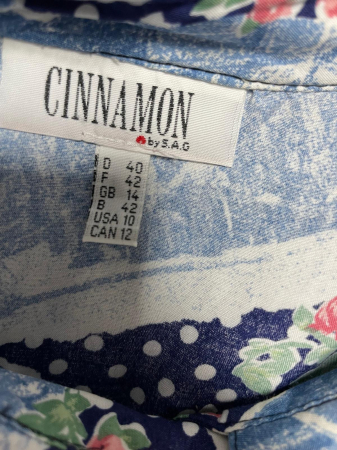 CINNAMON
by S.A.G
D 40
F 42
GB 14
B 42
USA 10
CAN 12